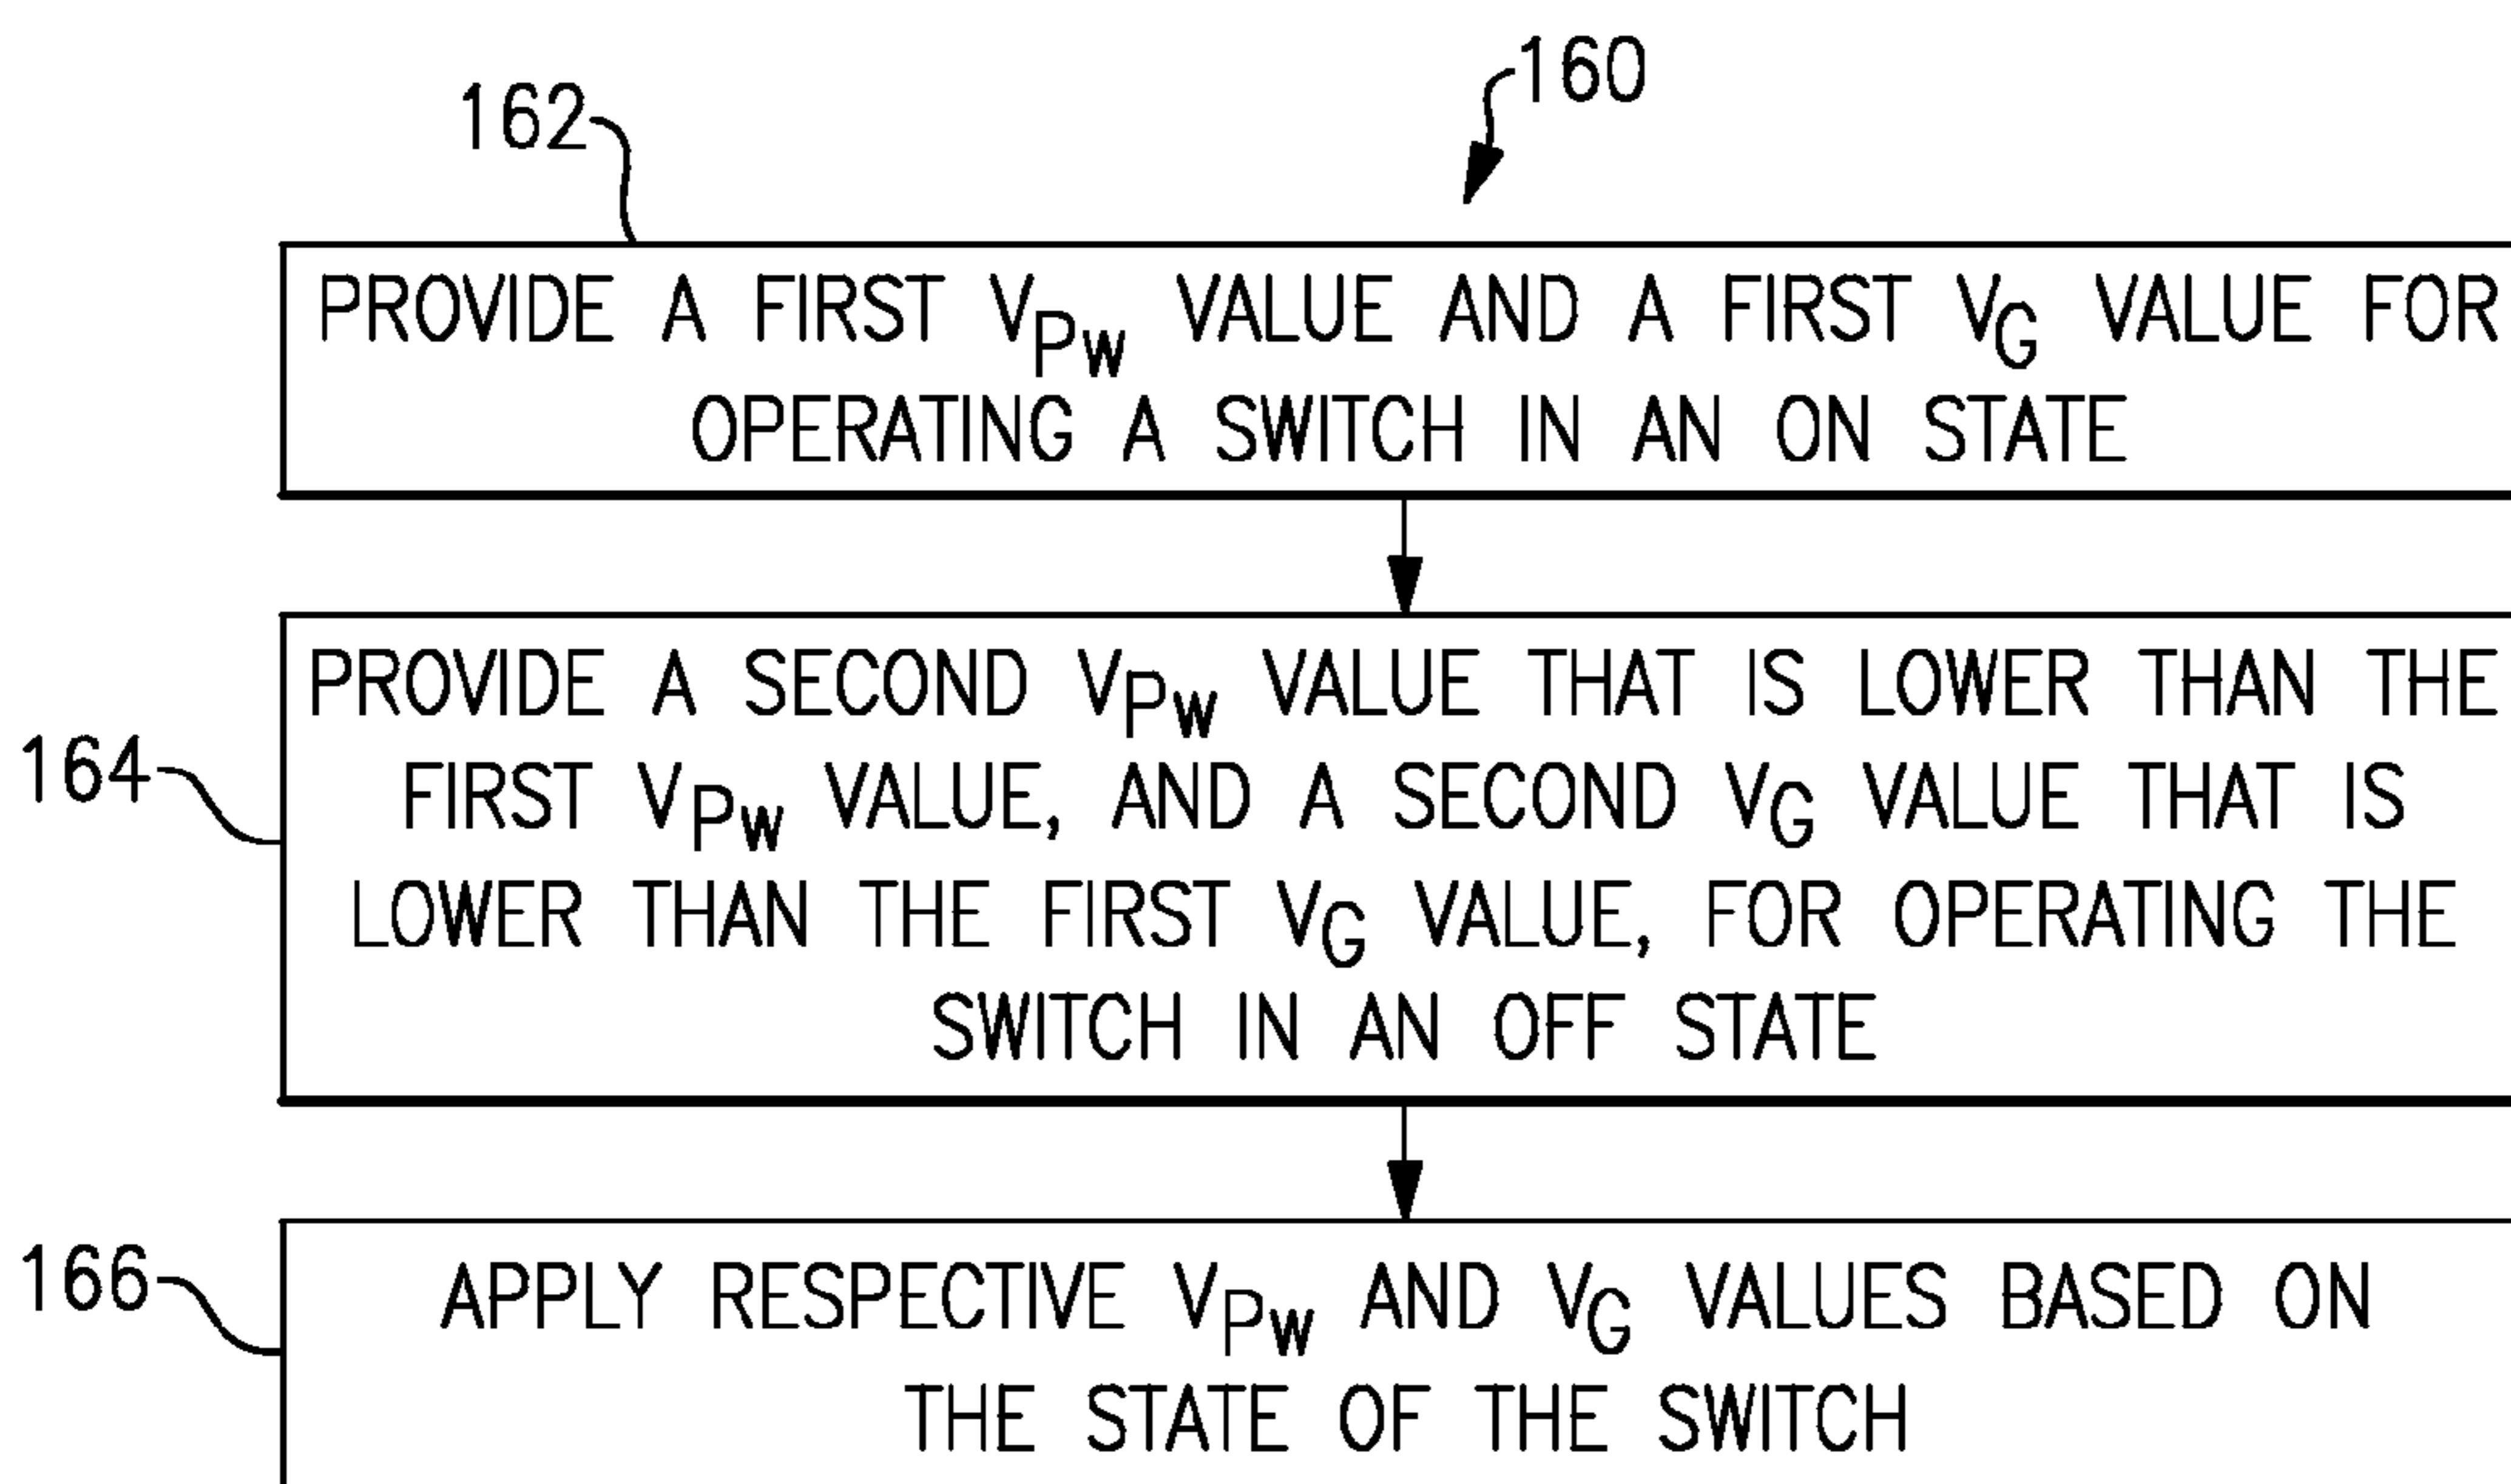 160
162
PROVIDE A FIRST VPW VALUE AND A FIRST VG VALUE FOR
OPERATING A SWITCH IN AN ON STATE
PROVIDE A SECOND VPW VALUE THAT IS LOWER THAN THE
164
FIRST VPW VALUE, AND A SECOND VG VALUE THAT IS
LOWER THAN THE FIRST VG VALUE, FOR OPERATING THE
SWITCH IN AN OFF STATE
166
APPLY RESPECTIVE VPW AND VG VALUES BASED ON
THE STATE OF THE SWITCH